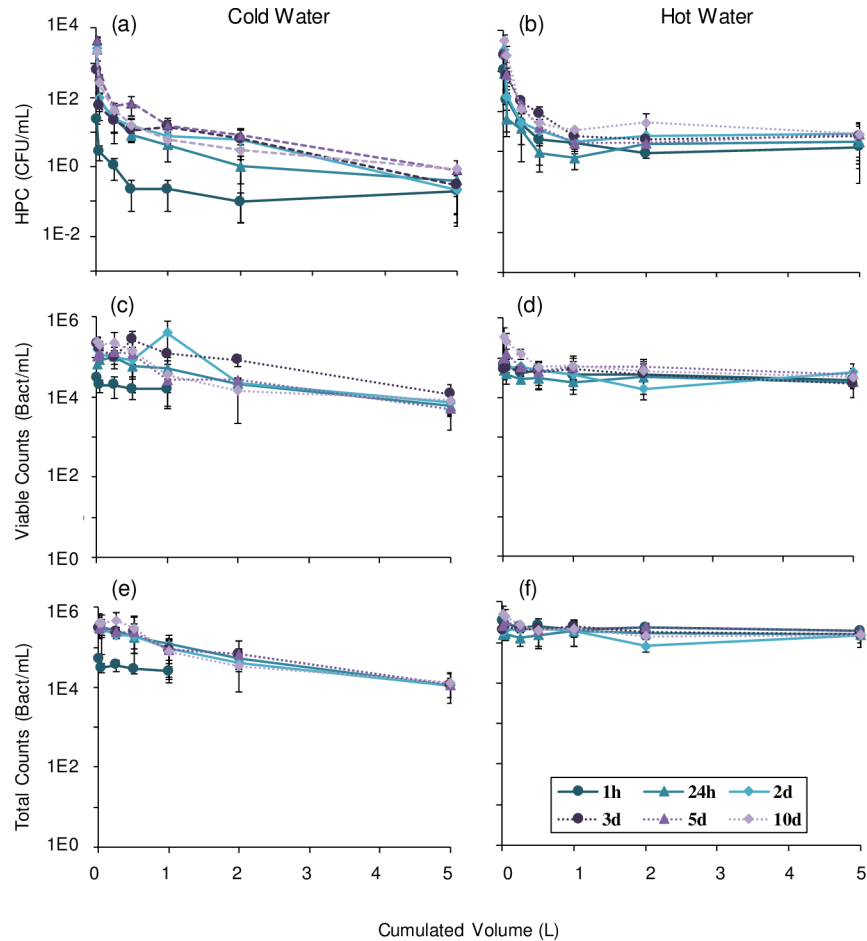 Cold Water
Hot Water
(a)
(b)
HPC (CFU/mL)
1E4
1E2
1E0
1E-2
(c)
(d)
Viable Counts (Bact/mL)
1E6
1E4
1E2
1E0
(e)
(f)
Total Counts (Bact/mL)
1E6
1E4
1E2
1E0
1h 24h 2d
3d 5d 10d
0 1 2 3 4 5
0 1 2 3 4 5
Cumulated Volume (L)